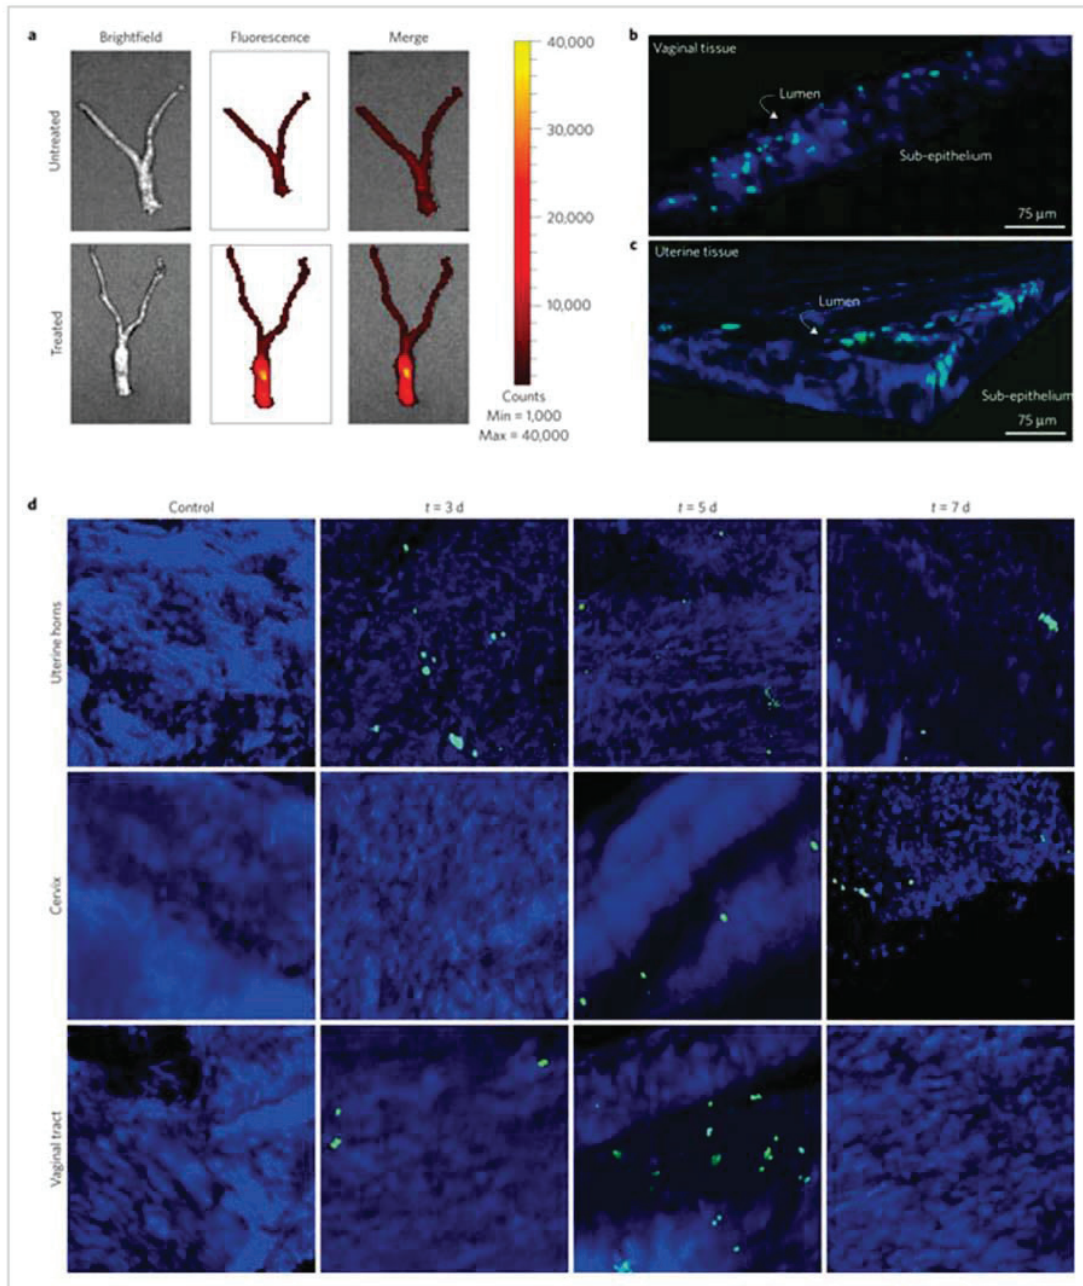 a
Brightfield
Fluorescence
Merge
Untreated
Treated
40,000
30,000
20,000
10,000
Counts
Min = 1,000
Max = 40,000
b
Vaginal tissue
Lumen
Sub-epithelium
75 μm
c
Uterine tissue
Lumen
Sub-epithelium
75 μm
d
Control
t = 3 d
t = 5 d
t = 7 d
Uterine horns
Cervix
Vaginal tract